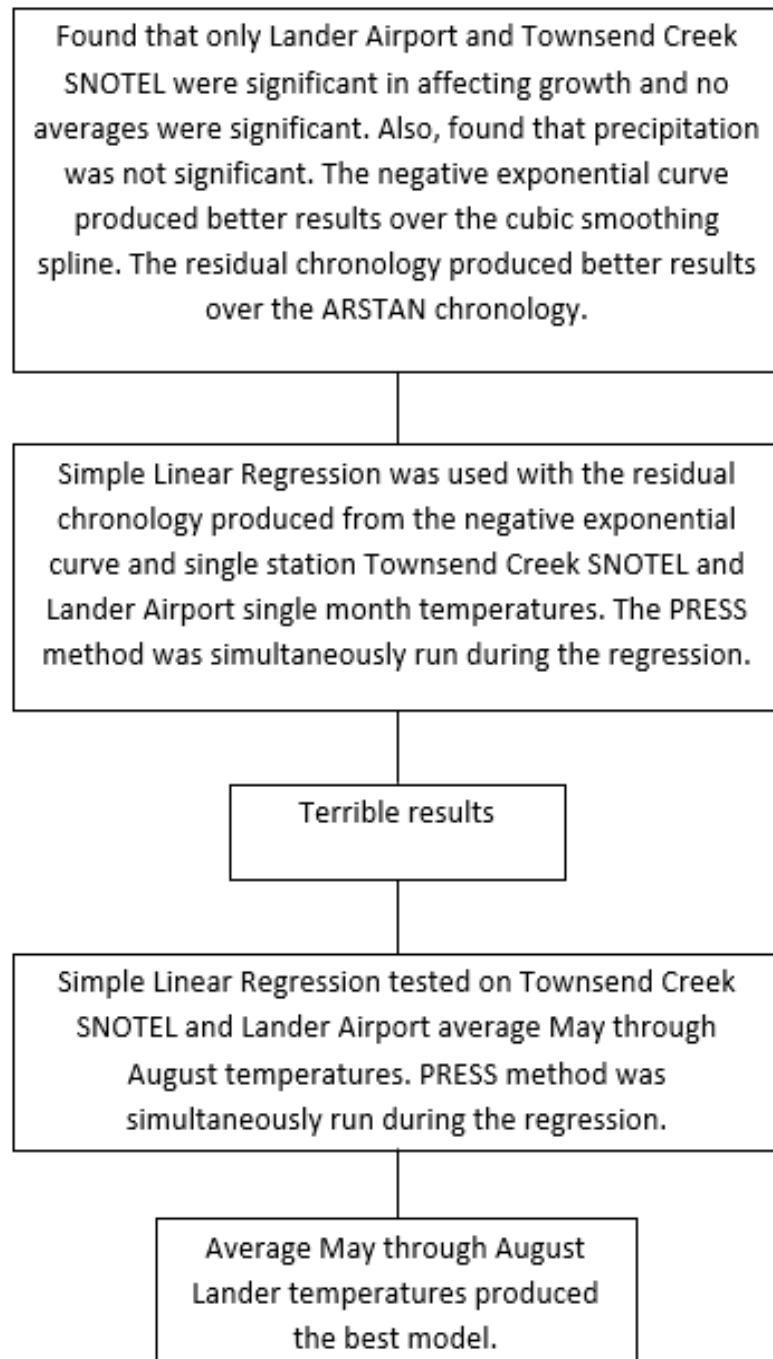 Found that only Lander Airport and Townsend Creek
SNOTEL were significant in affecting growth and no
averages were significant. Also, found that precipitation
was not significant. The negative exponential curve
produced better results over the cubic smoothing
spline. The residual chronology produced better results
over the ARSTAN chronology.
Simple Linear Regression was used with the residual
chronology produced from the negative exponential
curve and single station Townsend Creek SNOTEL and
Lander Airport single month temperatures. The PRESS
method was simultaneously run during the regression.
Terrible results
Simple Linear Regression tested on Townsend Creek
SNOTEL and Lander Airport average May through
August temperatures. PRESS method was
simultaneously run during the regression.
Average May through August
Lander temperatures produced
the best model.